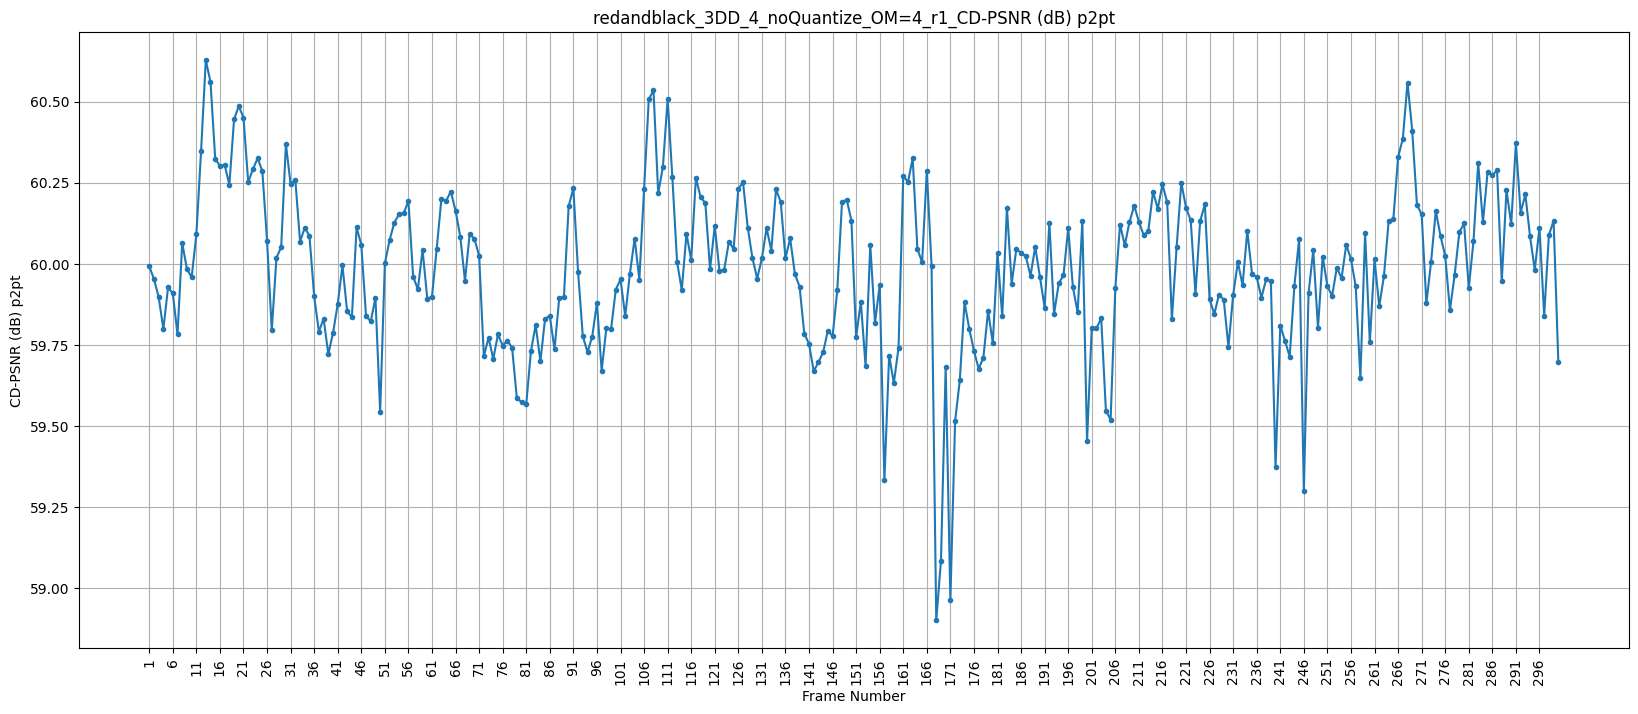 redandblack_3DD_4_noQuantize_OM=4_r1_CD-PSNR (dB) p2pt
CD-PSNR (dB) p2pt
60.50
60.25
60.00
59.75
59.50
59.25
59.00
1 6 11 16 21 26 31 36 41 46 51 56 61 66 71 76 81 86 91 96 101 106 111 116 121 126 131 136 141 146 151 156 161 166 171 176 181 186 191 196 201 206 211 216 221 226 231 236 241 246 251 256 261 266 271 276 281 286 291 296
Frame Number